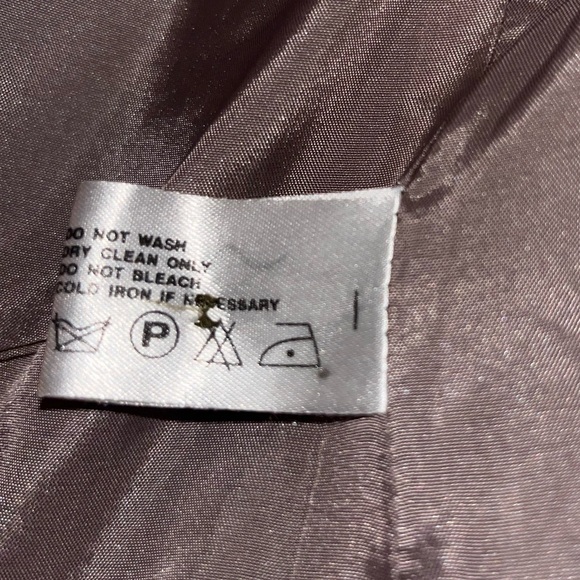 DO NOT WASH
DRY CLEAN ONLY
DO NOT BLEACH
COLD IRON IF NECESSARY
P